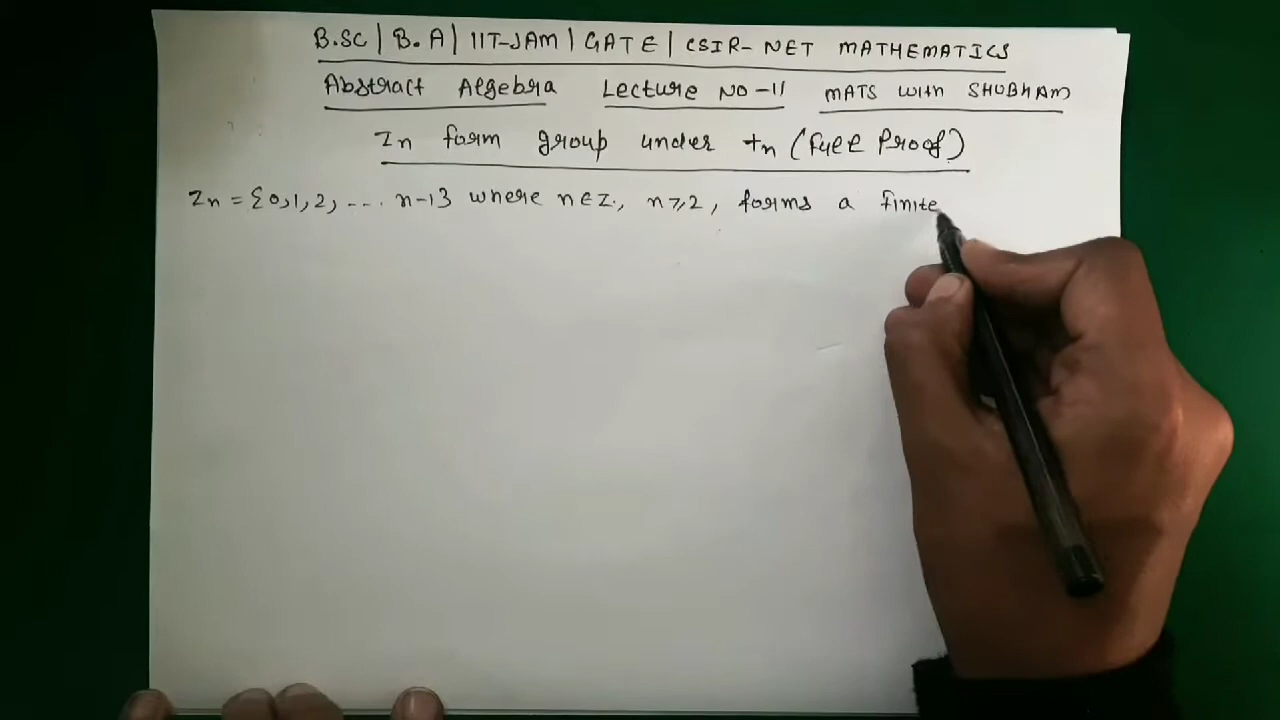 B.SC | B.A | IIT-JAM | GATE | CSIR-NET MATHEMATICS
Abstract Algebra Lecture NO-11 MATS with SHUBHAM
Zn form group under +n (Full Proof)
Zn = {0,1,2, ... n-1} where n∈Z, n≥2, forms a finite